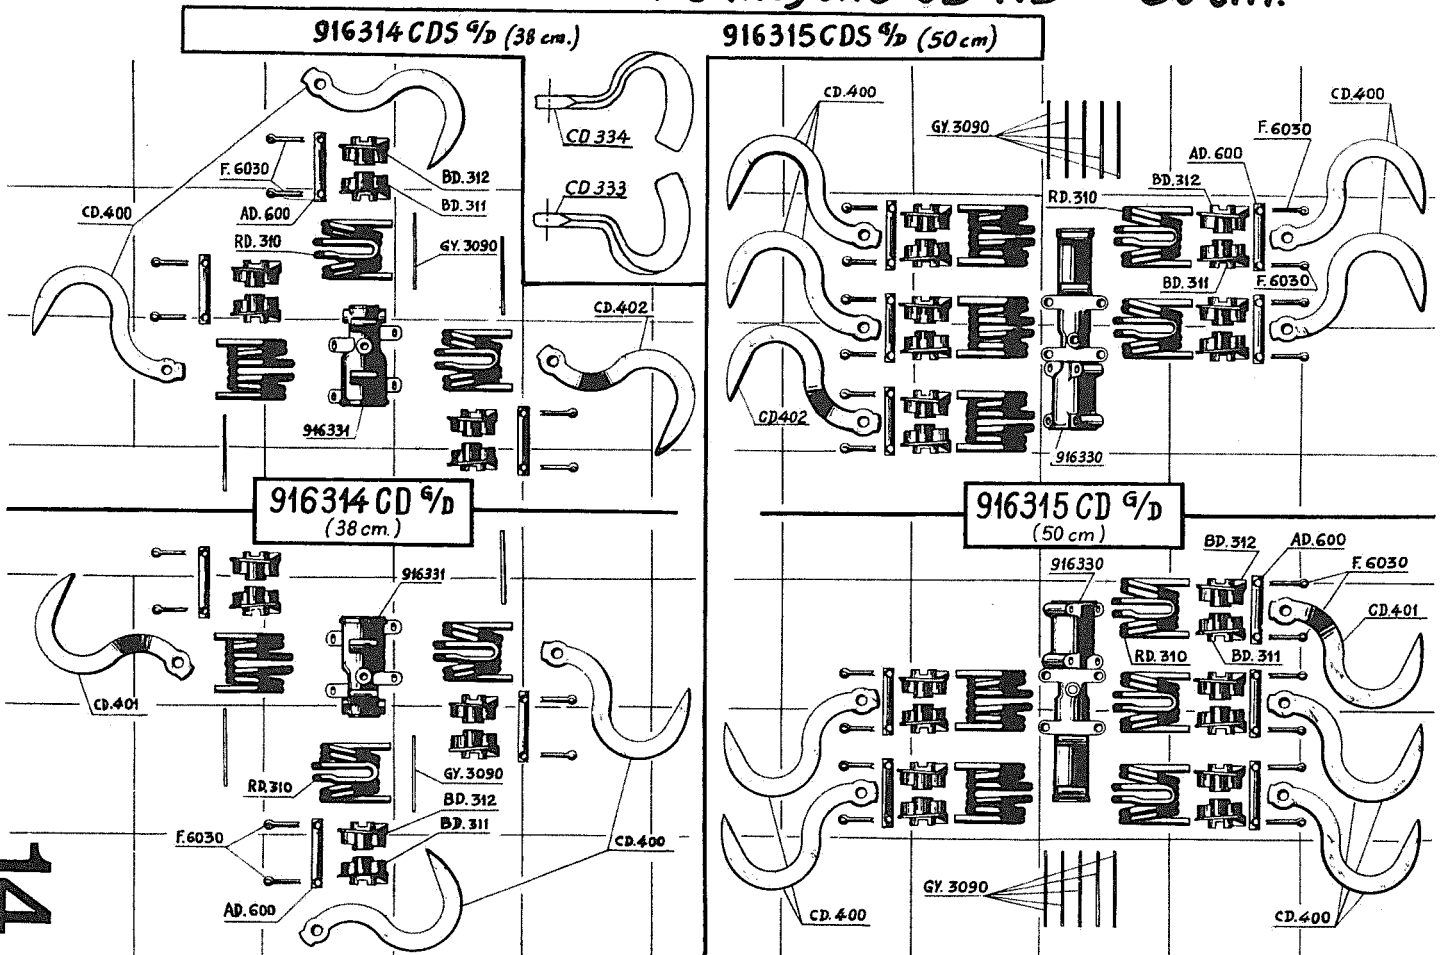 916314 CDS G/D (38 cm.)
916315 CDS G/D (50 cm)
CD.400
F.6030
AD.600
BD.312
BD.311
RD.310
GY.3090
CD.402
916331
CD 334
CD 333
CD.400
GY.3090
CD.400
F.6030
AD.600
BD.312
RD.310
BD.311
F.6030
CD402
916330
916314 CD G/D
(38 cm.)
916315 CD G/D
(50 cm)
916331
CD.401
RD.310
GY.3090
BD.312
BD.311
F.6030
AD.600
CD.400
916330
BD.312
AD.600
F.6030
CD.401
RD.310
BD.311
GY.3090
CD.400
CD.400
14